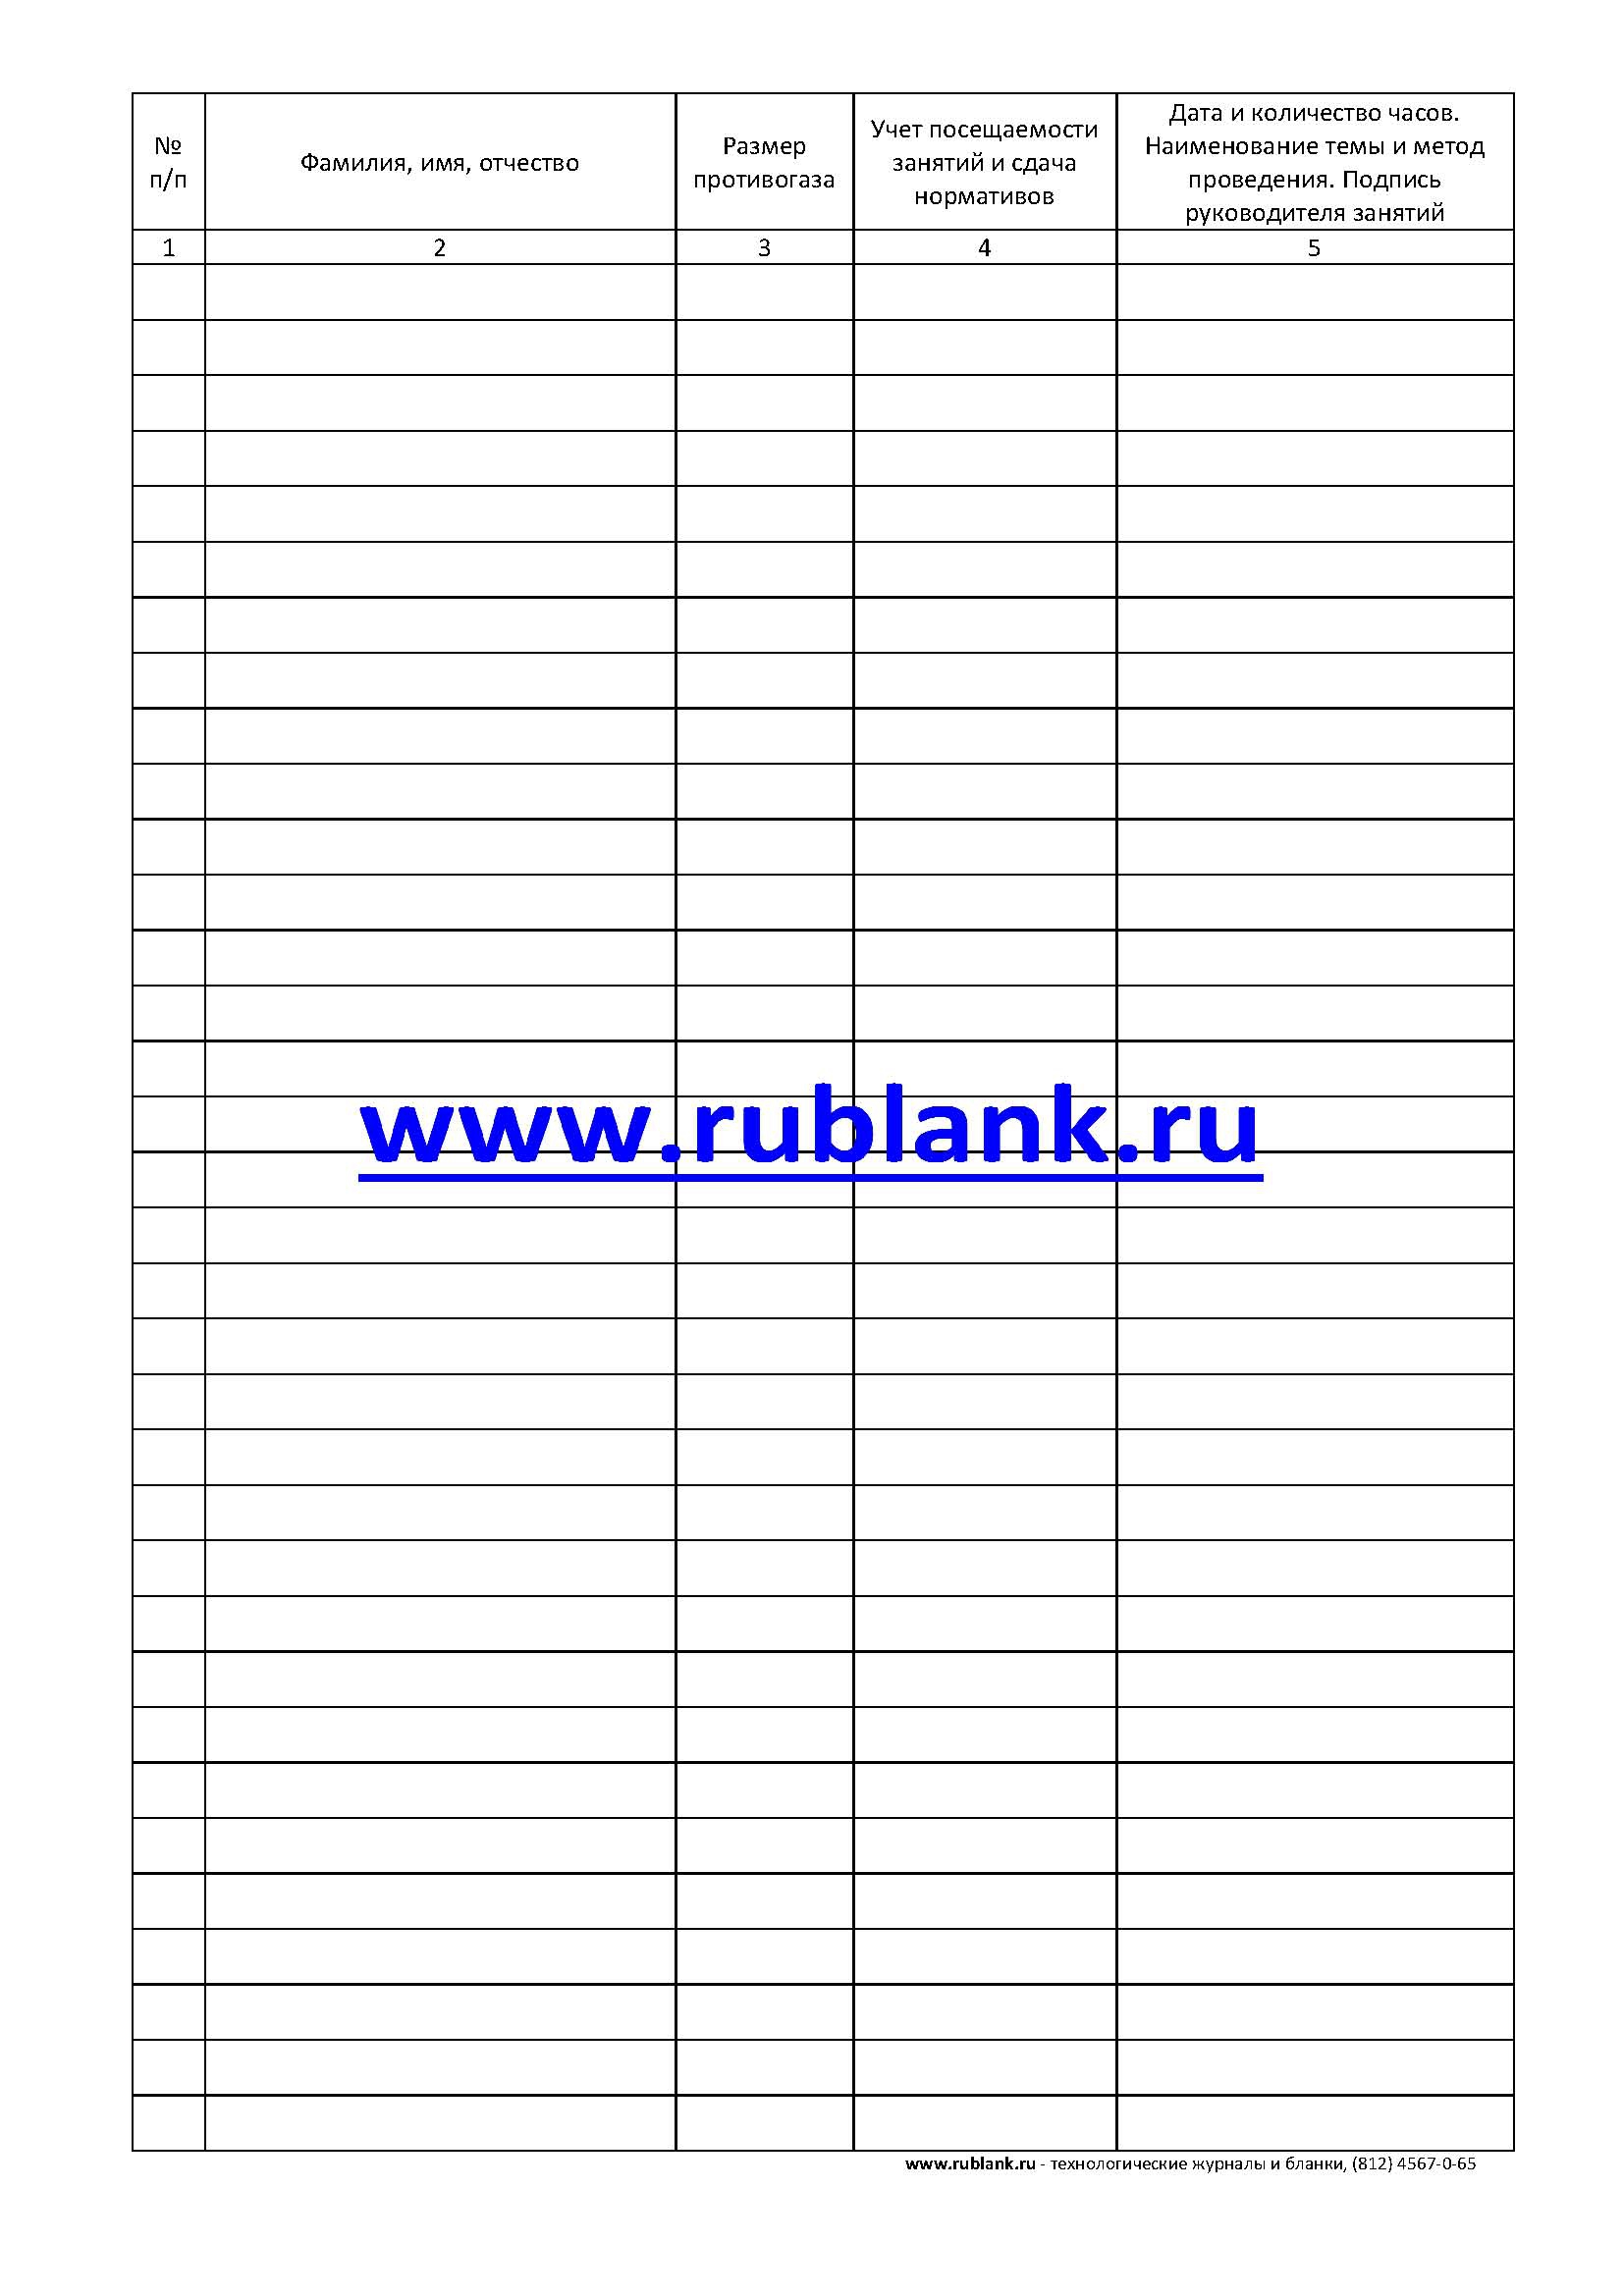 №
п/п
Фамилия, имя, отчество
Размер
противогаза
Учет посещаемости
занятий и сдача
нормативов
Дата и количество часов.
Наименование темы и метод
проведения. Подпись
руководителя занятий
1 2 3 4 5
www.rublank.ru
www.rublank.ru - технологические журналы и бланки, (812) 4567-0-65